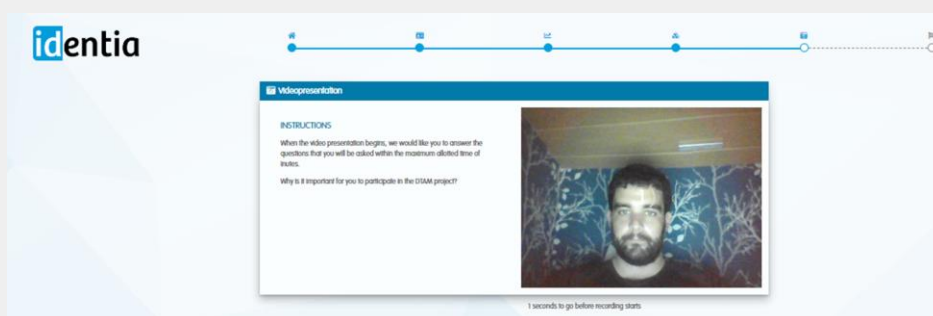 identia
Videopresentation
INSTRUCTIONS
When the video presentation begins, we would like you to answer the
questions that you will be asked within the maximum allotted time of
inutes.
Why is it important for you to participate in the DTAM project?
1 seconds to go before recording starts